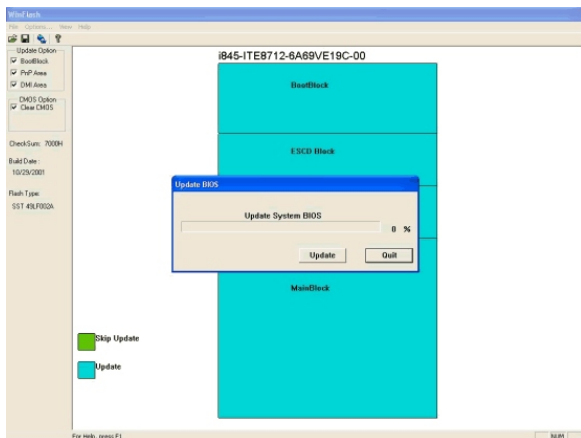 WinFlash
File Options... View Help
Update Option
BootBlock
PnP Area
DMI Area
CMOS Option
Clear CMOS
CheckSum: 7000H
Build Date :
10/29/2001
Flash Type:
SST 49LF002A
i845-ITE8712-6A69VE19C-00
BootBlock
ESCD Block
Update BIOS
Update System BIOS
0 %
Update Quit
MainBlock
Skip Update
Update
For Help, press F1
NUM